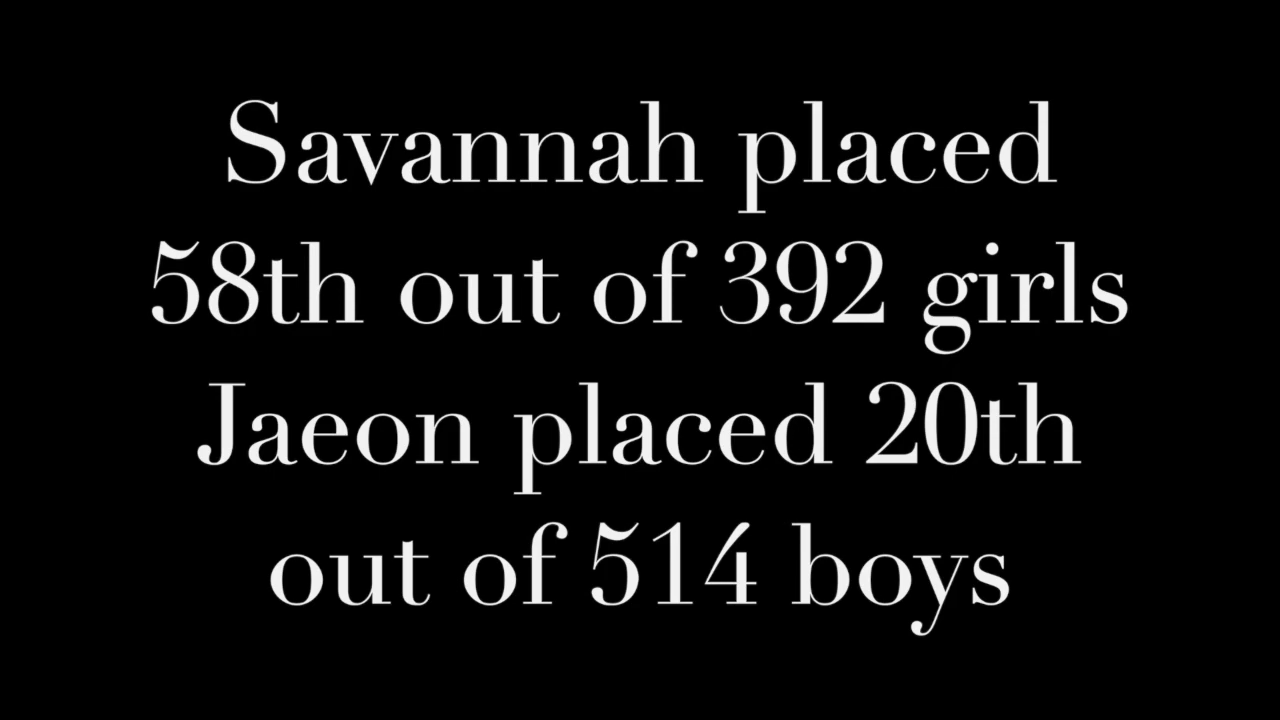 Savannah placed
58th out of 392 girls
Jaeon placed 20th
out of 514 boys